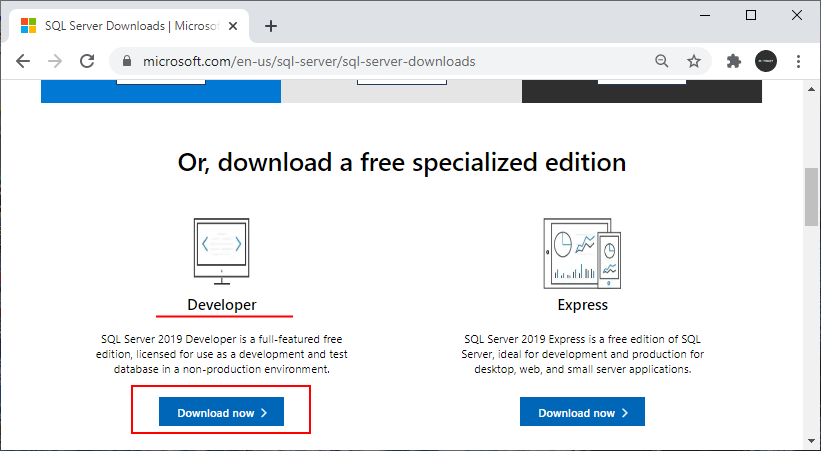 SQL Server Downloads | Microsof
microsoft.com/en-us/sql-server/sql-server-downloads
Or, download a free specialized edition
Developer
SQL Server 2019 Developer is a full-featured free
edition, licensed for use as a development and test
database in a non-production environment.
Download now
Express
SQL Server 2019 Express is a free edition of SQL
Server, ideal for development and production for
desktop, web, and small server applications.
Download now